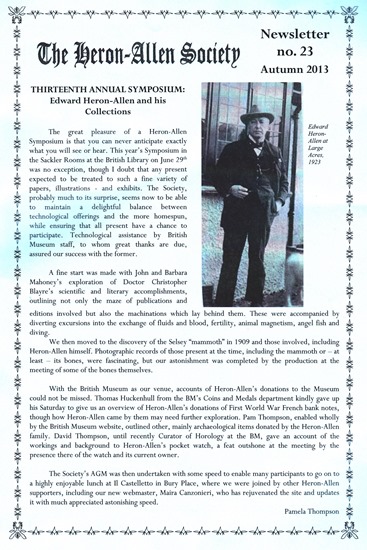 Newsletter
no. 23
Autumn 2013
The Heron-Allen Society
THIRTEENTH ANNUAL SYMPOSIUM:
Edward Heron-Allen and his
Collections
The great pleasure of a Heron-Allen
Symposium is that you can never anticipate exactly
what you will see or hear. This year's Symposium in
the Sackler Rooms at the British Library on June 29th
was no exception, though I doubt that any present
expected to be treated to such a fine variety of
papers, illustrations - and exhibits. The Society,
probably much to its surprise, seems now to be able
to maintain a delightful balance between
technological offerings and the more homespun,
while ensuring that all present have a chance to
participate. Technological assistance by British
Museum staff, to whom great thanks are due,
assured our success with the former.
A fine start was made with John and Barbara
Mahoney's exploration of Doctor Christopher
Blayre's scientific and literary accomplishments,
outlining not only the maze of publications and
editions involved but also the machinations which lay behind them. These were accompanied by
diverting excursions into the exchange of fluids and blood, fertility, animal magnetism, angel fish and
diving.
We then moved to the discovery of the Selsey "mammoth" in 1909 and those involved, including
Heron-Allen himself. Photographic records of those present at the time, including the mammoth or – at
least – its bones, were fascinating, but our astonishment was completed by the production at the
meeting of some of the bones themselves.
With the British Museum as our venue, accounts of Heron-Allen's donations to the Museum
could not be missed. Thomas Huckenhull from the BM's Coins and Medals department kindly gave up
his Saturday to give us an overview of Heron-Allen's donations of First World War French bank notes,
though how Heron-Allen came by them may need further exploration. Pam Thompson, enabled wholly
by the British Museum website, outlined other, mainly archaeological items donated by the Heron-Allen
family. David Thompson, until recently Curator of Horology at the BM, gave an account of the
workings and background to Heron-Allen's pocket watch, a feat outshone at the meeting by the
presence there of the watch and its current owner.
The Society's AGM was then undertaken with some speed to enable many participants to go on to
a highly enjoyable lunch at Il Castelletto in Bury Place, where we were joined by other Heron-Allen
supporters, including our new webmaster, Maira Canzonieri, who has rejuvenated the site and updates
it with much appreciated astonishing speed.
Pamela Thompson
Edward
Heron-
Allen at
Large
Acres,
1923